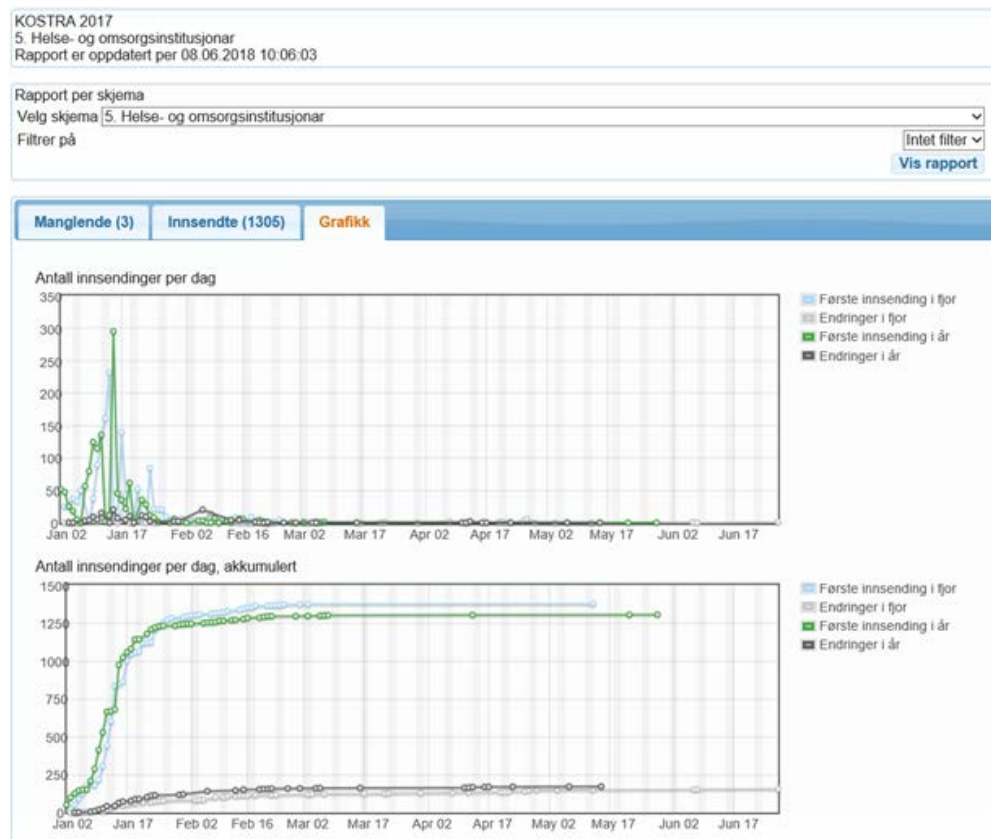 KOSTRA 2017
5. Helse- og omsorgsinstitusjonar
Rapport er oppdatert per 08.06.2018 10:06:03
Rapport per skjema
Velg skjema 5. Helse- og omsorgsinstitusjonar
Filtrer på Intet filter
Vis rapport
Manglende (3) Innsendte (1305) Grafikk
Antall innsendinger per dag
350
300
250
200
150
100
50
0
Jan 02 Jan 17 Feb 02 Feb 16 Mar 02 Mar 17 Apr 02 Apr 17 May 02 May 17 Jun 02 Jun 17
Første innsending i fjor
Endringer i fjor
Første innsending i år
Endringer i år
Antall innsendinger per dag, akkumulert
1500
1250
1000
750
500
250
0
Jan 02 Jan 17 Feb 02 Feb 16 Mar 02 Mar 17 Apr 02 Apr 17 May 02 May 17 Jun 02 Jun 17
Første innsending i fjor
Endringer i fjor
Første innsending i år
Endringer i år